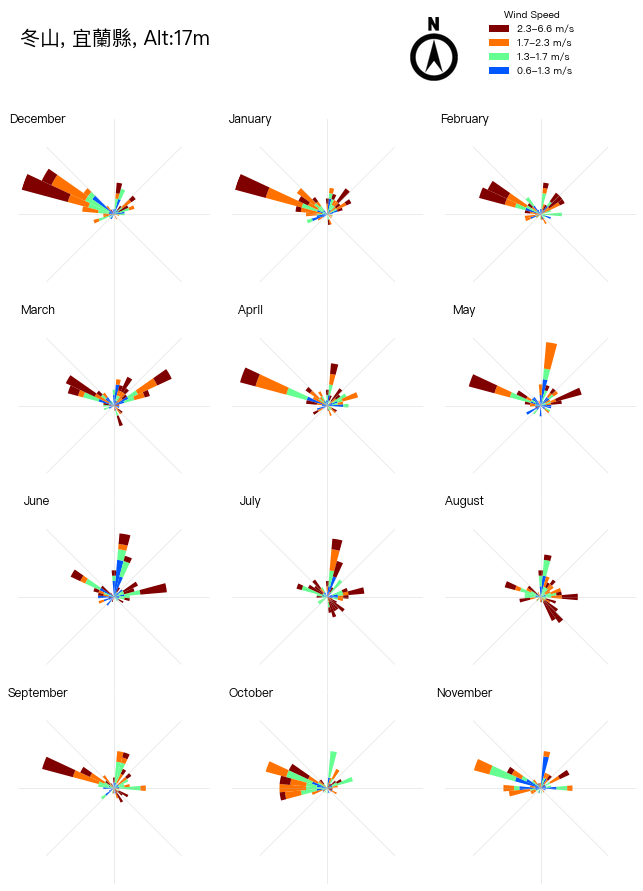 冬山, 宜蘭縣, Alt:17m
N
Wind Speed
2.3–6.6 m/s
1.7–2.3 m/s
1.3–1.7 m/s
0.6–1.3 m/s
December
January
February
March
April
May
June
July
August
September
October
November